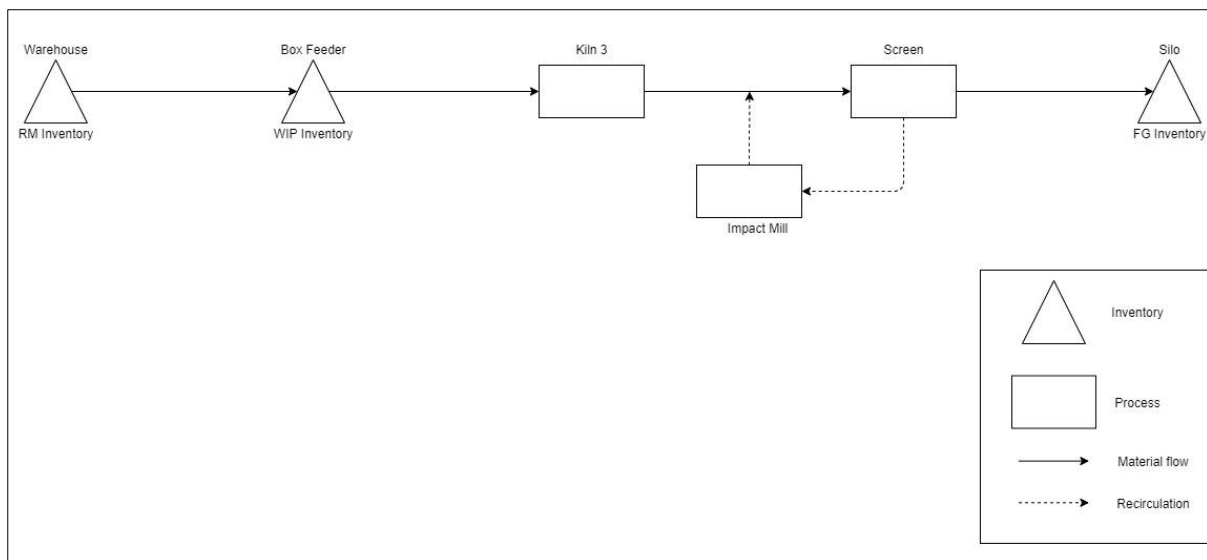 Warehouse
Box Feeder
Kiln 3
Screen
Silo
RM Inventory
WIP Inventory
FG Inventory
Impact Mill
Inventory
Process
Material flow
Recirculation